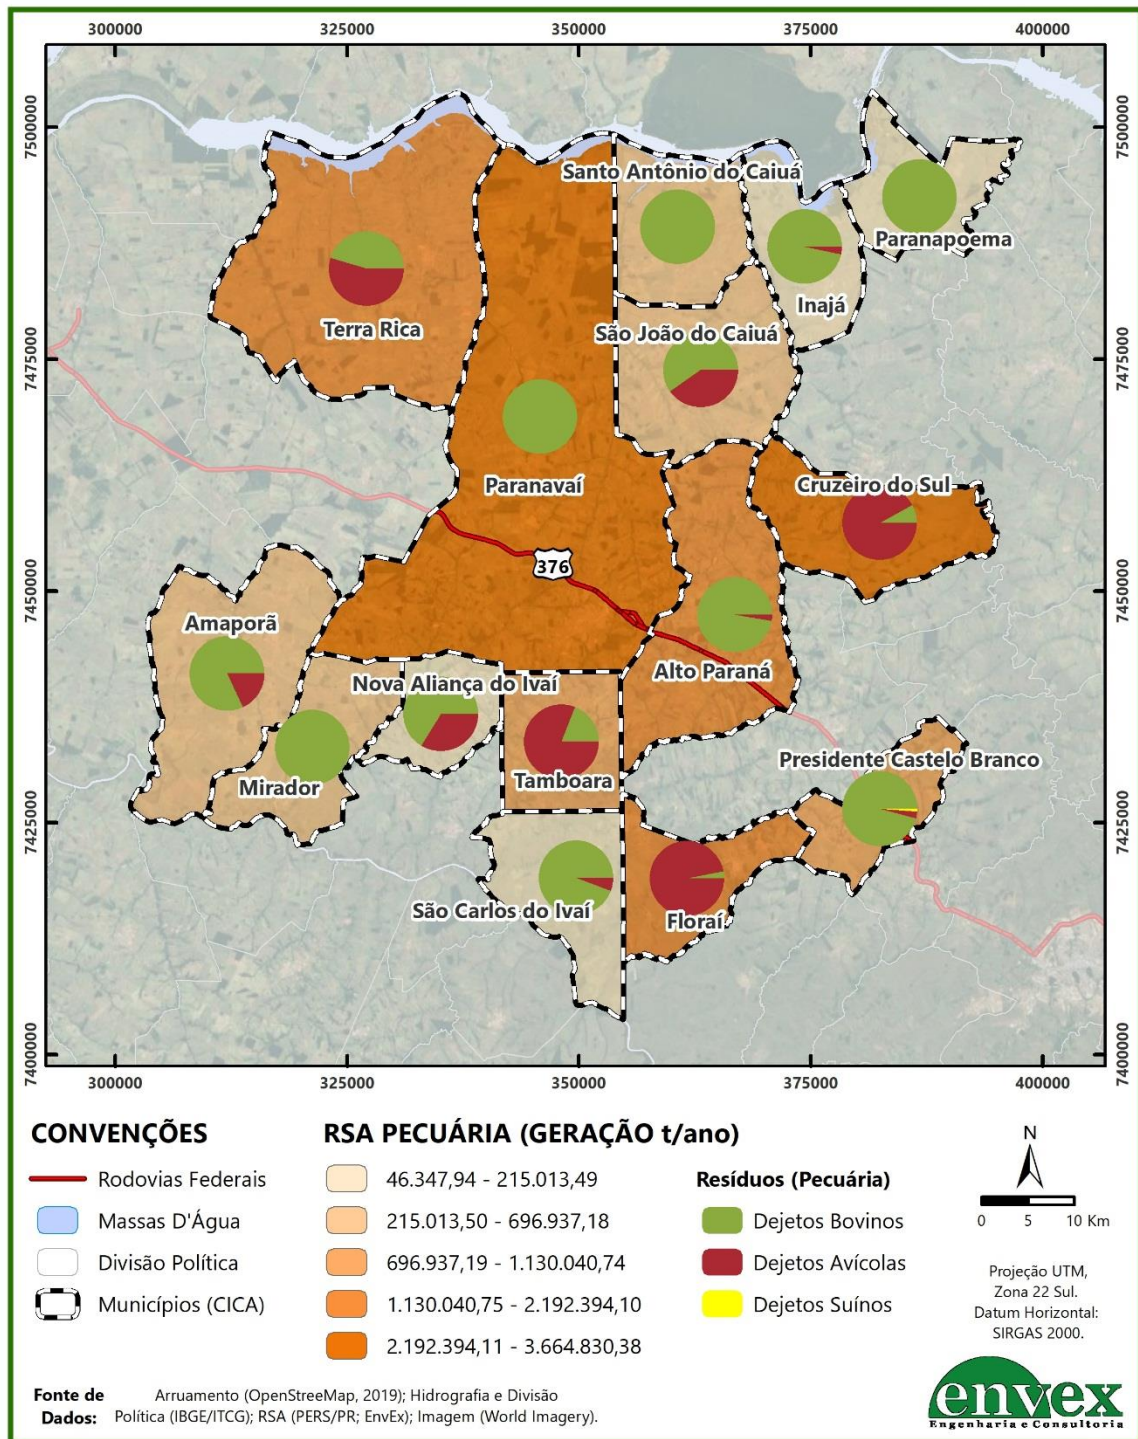 300000 325000 350000 375000 400000
7500000 7500000
Santo Antônio do Caiuá
Paranapoema
Inajá
Terra Rica
São João do Caiuá
7475000 7475000
Paranavaí
Cruzeiro do Sul
376
7450000 7450000
Amaporã
Alto Paraná
Nova Aliança do Ivaí
Presidente Castelo Branco
Tamboara
Mirador
7425000 7425000
São Carlos do Ivaí
Floraí
7400000 7400000
300000 325000 350000 375000 400000
CONVENÇÕES
Rodovias Federais
Massas D'Água
Divisão Política
Municípios (CICA)
RSA PECUÁRIA (GERAÇÃO t/ano)
46.347,94 - 215.013,49
215.013,50 - 696.937,18
696.937,19 - 1.130.040,74
1.130.040,75 - 2.192.394,10
2.192.394,11 - 3.664.830,38
Resíduos (Pecuária)
Dejetos Bovinos
Dejetos Avícolas
Dejetos Suínos
N
0 5 10 Km
Projeção UTM,
Zona 22 Sul.
Datum Horizontal:
SIRGAS 2000.
Fonte de Dados: Arruamento (OpenStreeMap, 2019); Hidrografia e Divisão
Política (IBGE/ITCG); RSA (PERS/PR; EnvEx); Imagem (World Imagery).
envex
Engenharia e Consultoria